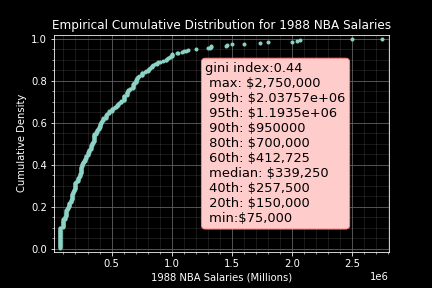 Empirical Cumulative Distribution for 1988 NBA Salaries
1.0
0.8
0.6
0.4
0.2
0.0
Cumulative Density
gini index:0.44
max: $2,750,000
99th: $2.03757e+06
95th: $1.1935e+06
90th: $950000
80th: $700,000
60th: $412,725
median: $339,250
40th: $257,500
20th: $150,000
min:$75,000
0.5 1.0 1.5 2.0 2.5
1988 NBA Salaries (Millions)
1e6